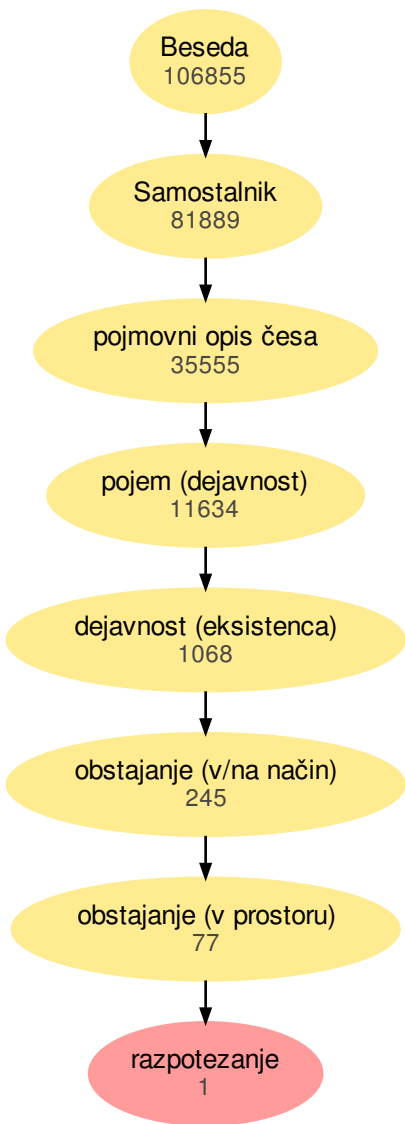 Beseda
106855
Samostalnik
81889
pojmovni opis česa
35555
pojem (dejavnost)
11634
dejavnost (eksistenca)
1068
obstajanje (v/na način)
245
obstajanje (v prostoru)
77
razpotezanje
1